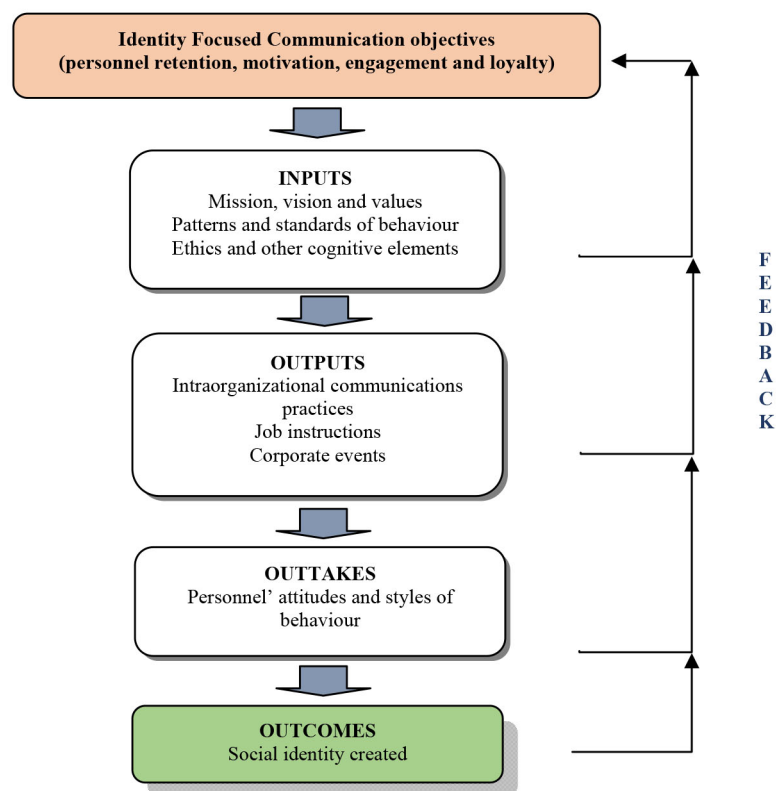 Identity Focused Communication objectives
(personnel retention, motivation, engagement and loyalty)
INPUTS
Mission, vision and values
Patterns and standards of behaviour
Ethics and other cognitive elements
OUTPUTS
Intraorganizational communications
practices
Job instructions
Corporate events
OUTTAKES
Personnel’ attitudes and styles of
behaviour
OUTCOMES
Social identity created
F
E
E
D
B
A
C
K